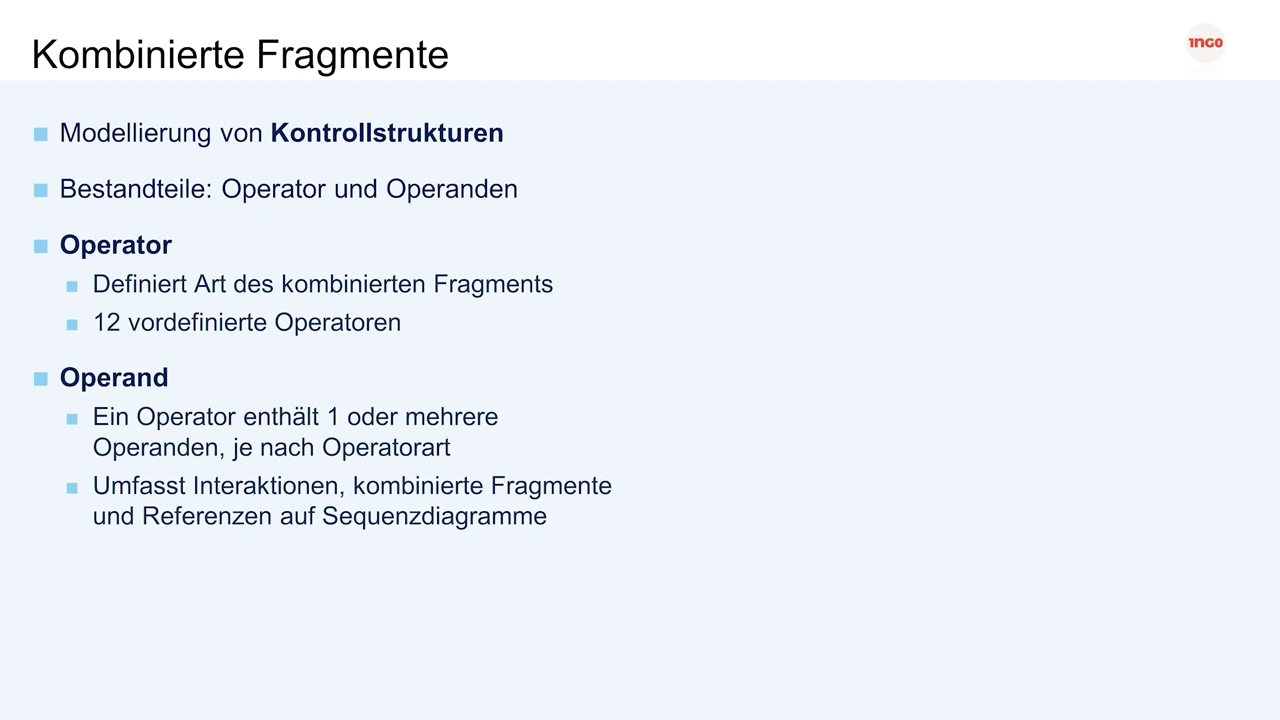 Kombinierte Fragmente
1NGO
Modellierung von Kontrollstrukturen
Bestandteile: Operator und Operanden
Operator
Definiert Art des kombinierten Fragments
12 vordefinierte Operatoren
Operand
Ein Operator enthält 1 oder mehrere
Operanden, je nach Operatorart
Umfasst Interaktionen, kombinierte Fragmente
und Referenzen auf Sequenzdiagramme